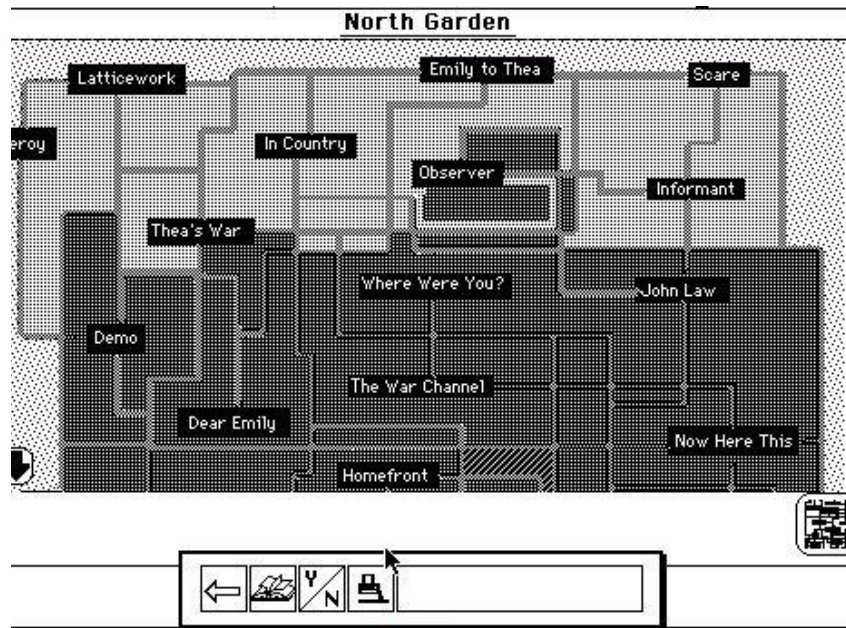 North Garden
Latticework
Emily to Thea
Scare
eroy
In Country
Observer
Informant
Thea's War
Where Were You?
John Law
Demo
The War Channel
Dear Emily
Now Here This
Homefront
Y
N